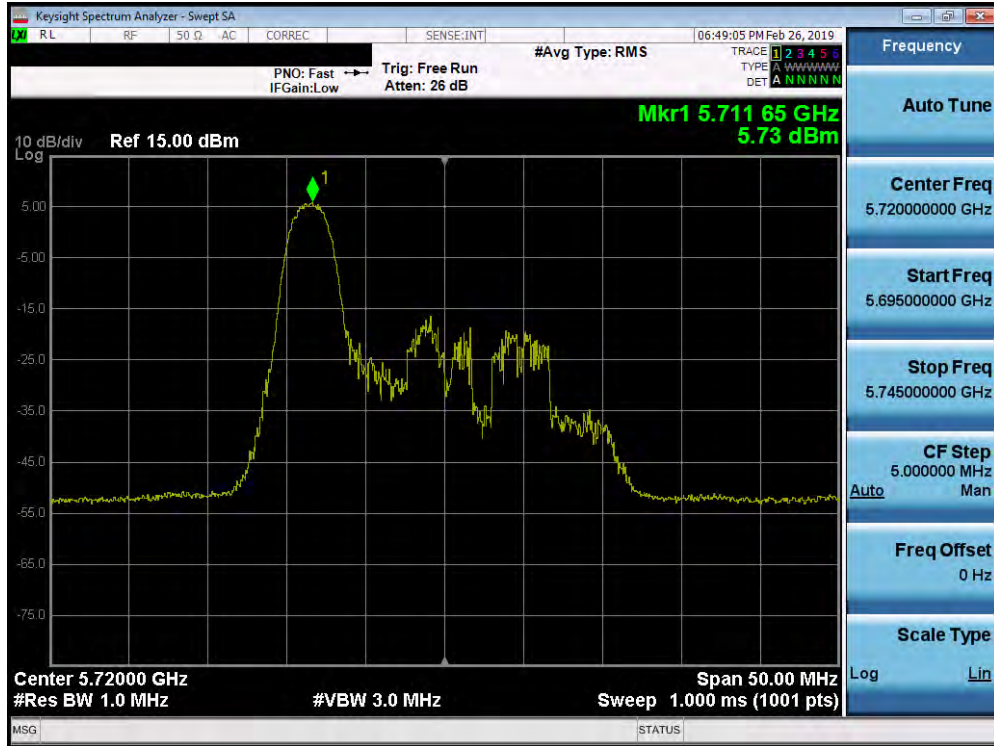 Keysight Spectrum Analyzer - Swept SA
LXI RL RF 50 Ω AC CORREC SENSE:INT 06:49:05 PM Feb 26, 2019
#Avg Type: RMS
TRACE 1 2 3 4 5 6
TYPE A WWWWW
DET A N N N N N
PNO: Fast
IFGain:Low
Trig: Free Run
Atten: 26 dB
Mkr1 5.711 65 GHz
5.73 dBm
10 dB/div
Log
Ref 15.00 dBm
1
5.00
-5.00
-15.0
-25.0
-35.0
-45.0
-55.0
-65.0
-75.0
Center 5.72000 GHz
Span 50.00 MHz
#Res BW 1.0 MHz
#VBW 3.0 MHz
Sweep 1.000 ms (1001 pts)
MSG
STATUS
Frequency
Auto Tune
Center Freq
5.720000000 GHz
Start Freq
5.695000000 GHz
Stop Freq
5.745000000 GHz
CF Step
5.000000 MHz
Auto Man
Freq Offset
0 Hz
Scale Type
Log Lin